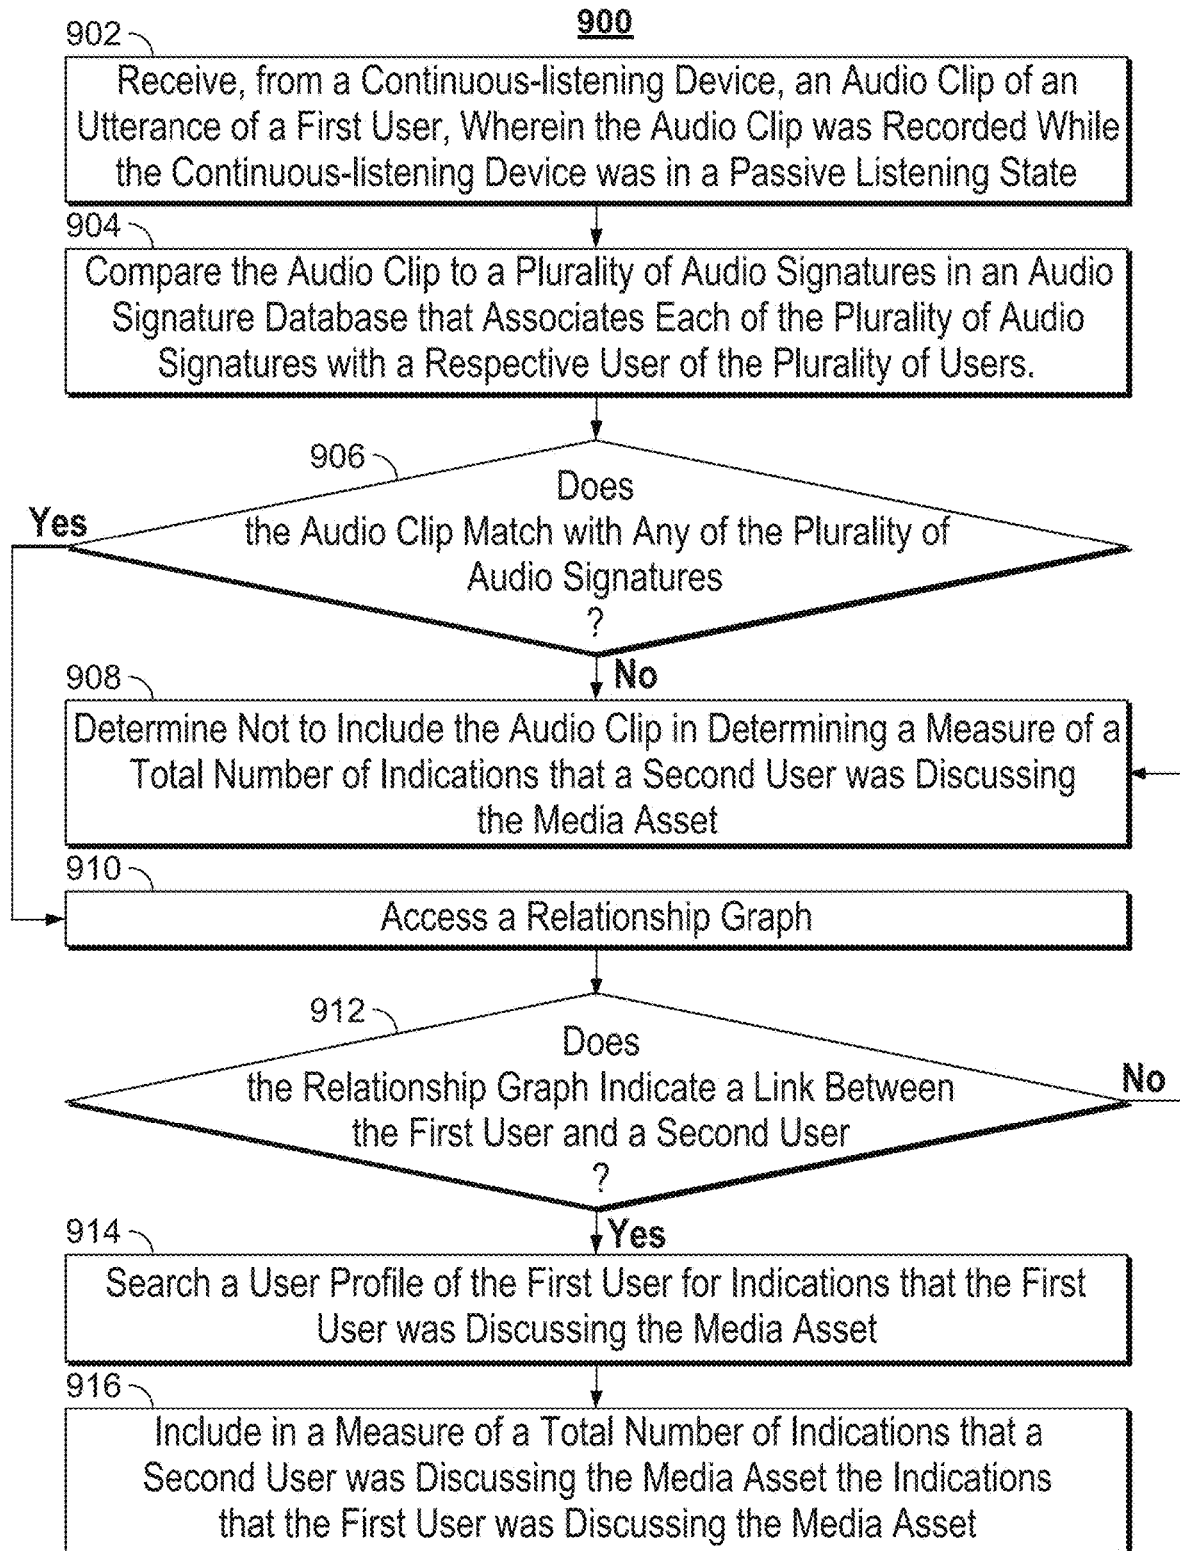 900
902
Receive, from a Continuous-listening Device, an Audio Clip of an
Utterance of a First User, Wherein the Audio Clip was Recorded While
the Continuous-listening Device was in a Passive Listening State
904
Compare the Audio Clip to a Plurality of Audio Signatures in an Audio
Signature Database that Associates Each of the Plurality of Audio
Signatures with a Respective User of the Plurality of Users.
906
Does
the Audio Clip Match with Any of the Plurality of
Audio Signatures
?
Yes
No
908
Determine Not to Include the Audio Clip in Determining a Measure of a
Total Number of Indications that a Second User was Discussing
the Media Asset
910
Access a Relationship Graph
912
Does
the Relationship Graph Indicate a Link Between
the First User and a Second User
?
No
Yes
914
Search a User Profile of the First User for Indications that the First
User was Discussing the Media Asset
916
Include in a Measure of a Total Number of Indications that a
Second User was Discussing the Media Asset the Indications
that the First User was Discussing the Media Asset